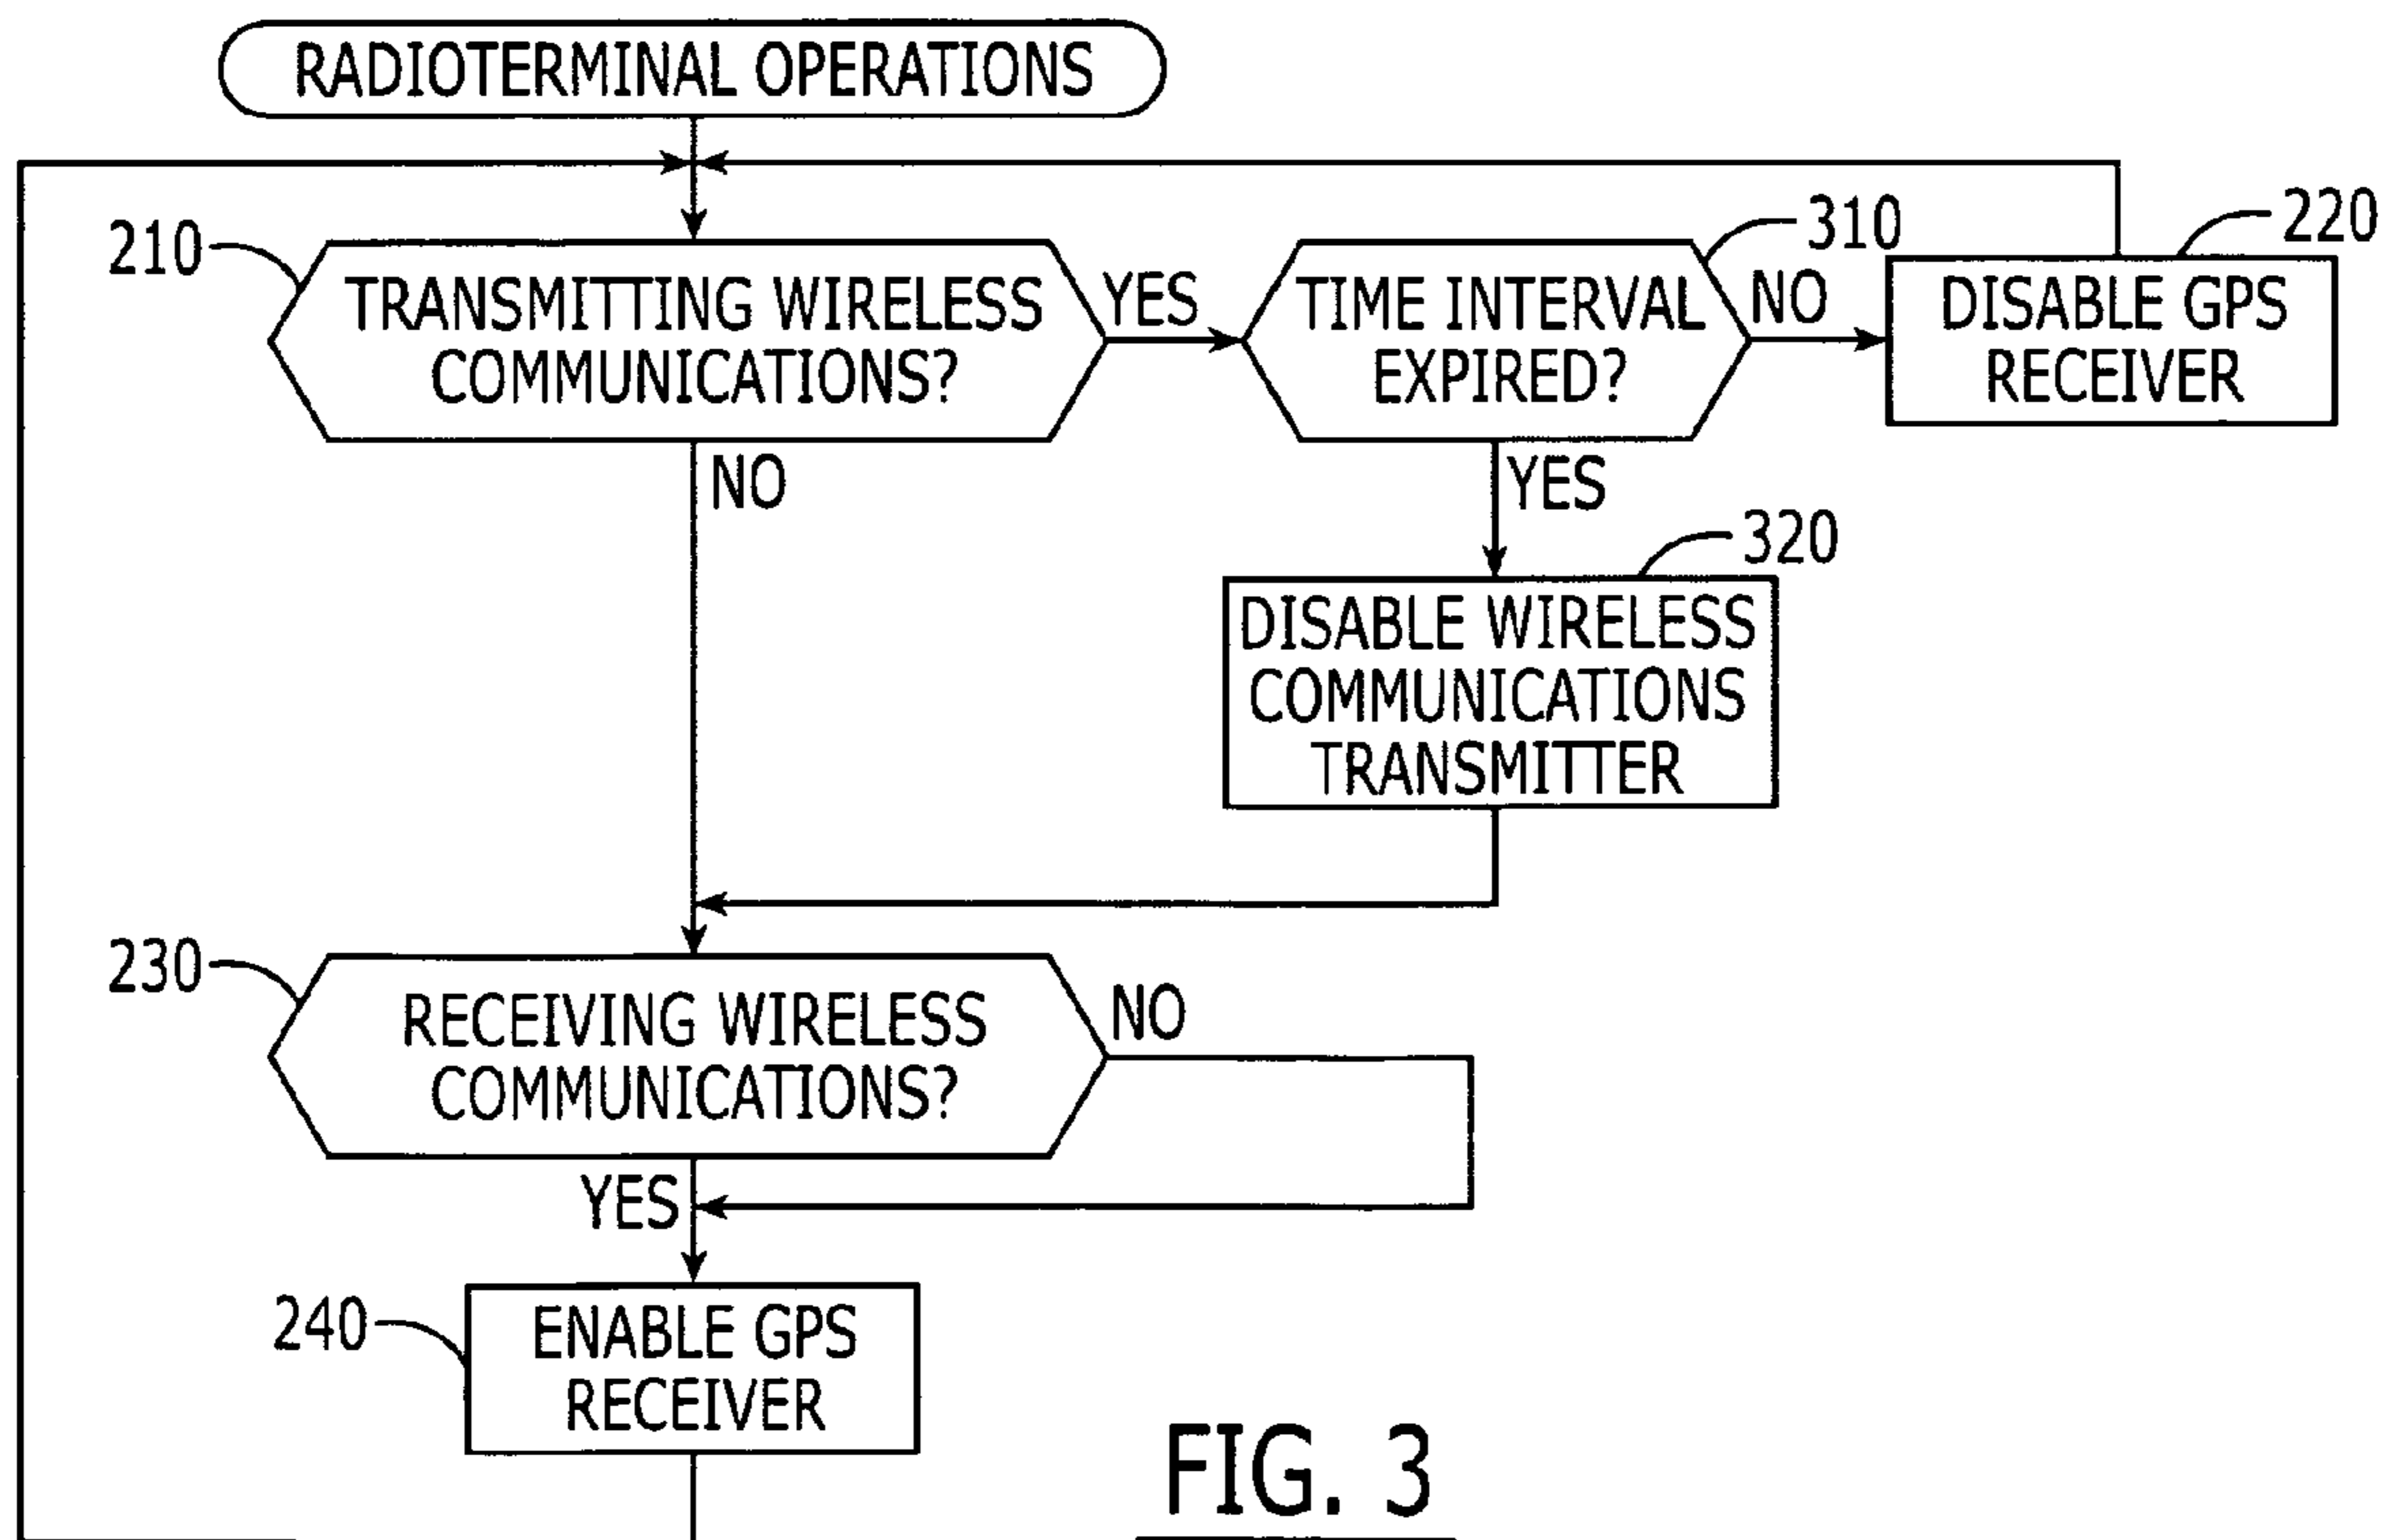 RADIOTERMINAL OPERATIONS
210
TRANSMITTING WIRELESS
COMMUNICATIONS?
YES
NO
310
TIME INTERVAL
EXPIRED?
NO
YES
220
DISABLE GPS
RECEIVER
320
DISABLE WIRELESS
COMMUNICATIONS
TRANSMITTER
230
RECEIVING WIRELESS
COMMUNICATIONS?
NO
YES
240
ENABLE GPS
RECEIVER
FIG. 3